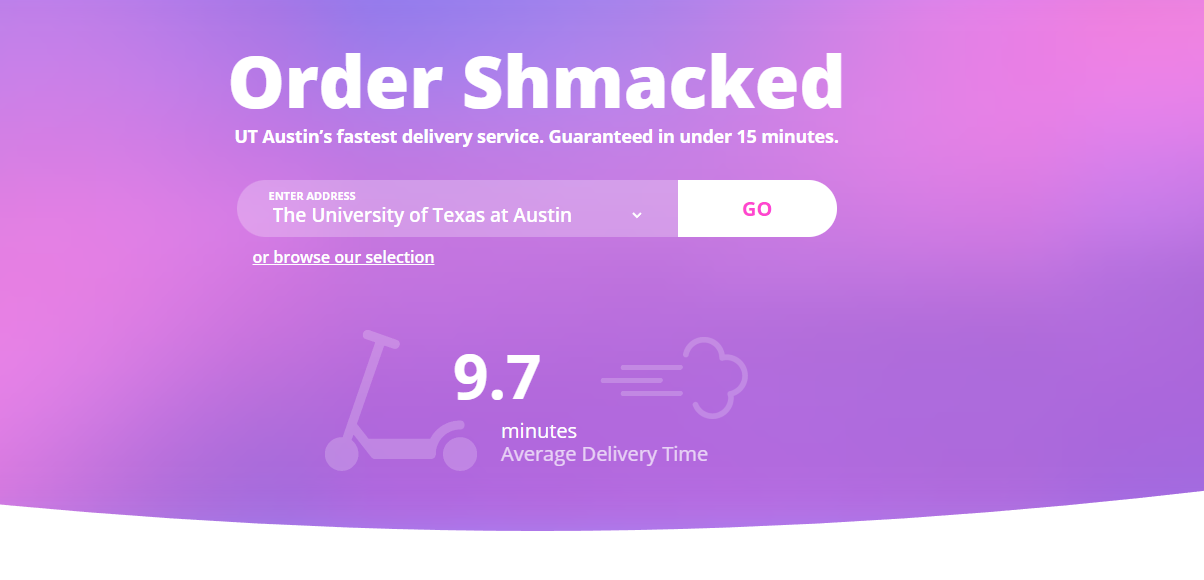 Order Shmacked
UT Austin’s fastest delivery service. Guaranteed in under 15 minutes.
ENTER ADDRESS
The University of Texas at Austin
GO
or browse our selection
9.7
minutes
Average Delivery Time